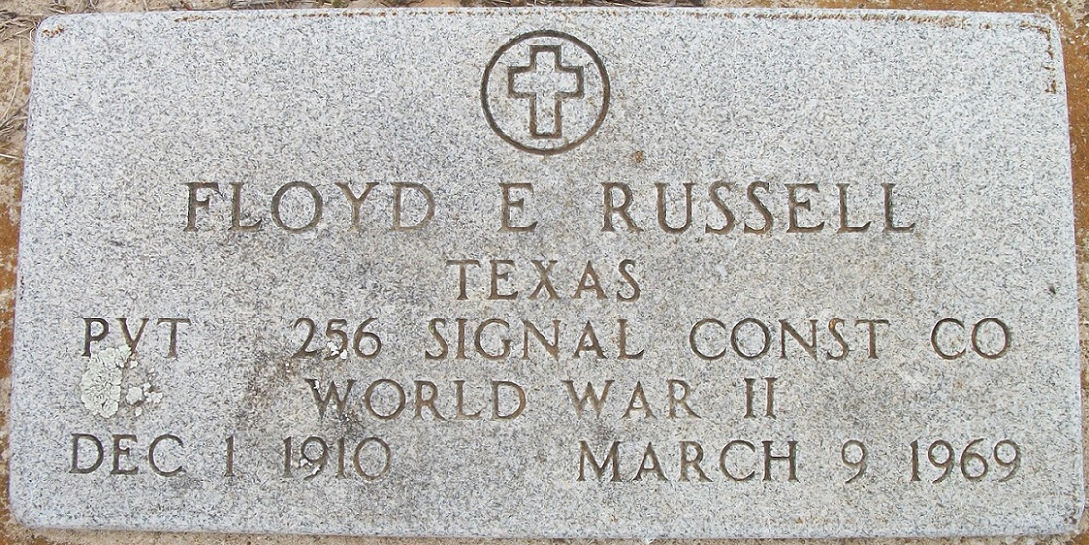 FLOYD E RUSSELL
TEXAS
PVT 256 SIGNAL CONST CO
WORLD WAR II
DEC 1 1910 MARCH 9 1969